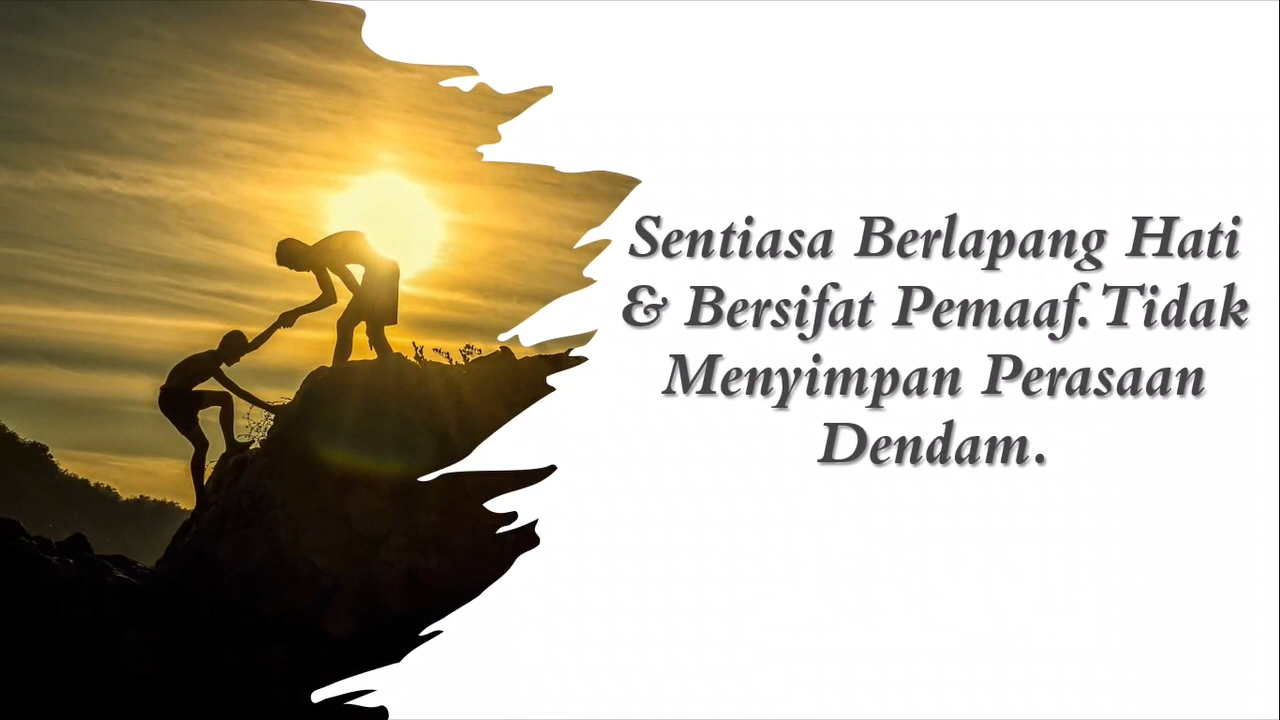 Sentiasa Berlapang Hati
& Bersifat Pemaaf.Tidak
Menyimpan Perasaan
Dendam.